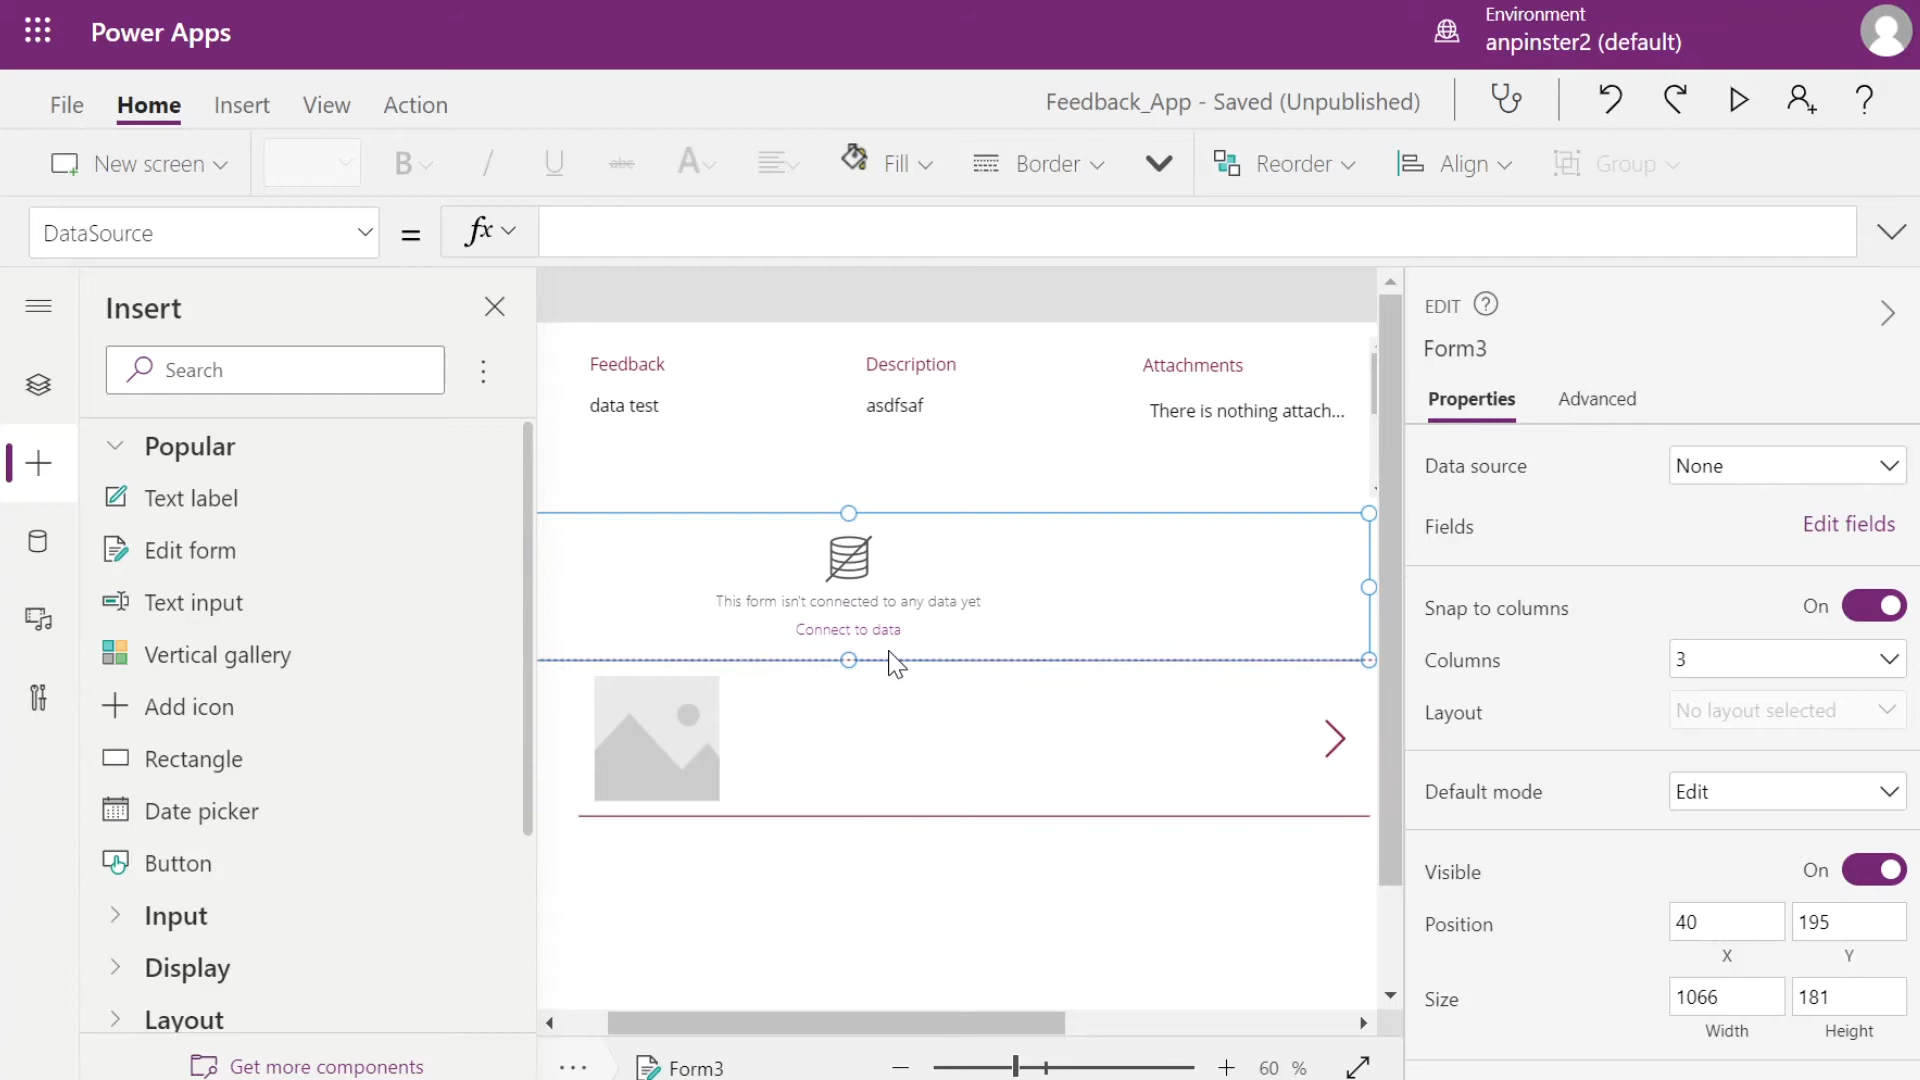 Power Apps
Environment
anpinster2 (default)
File Home Insert View Action
Feedback_App - Saved (Unpublished)
?
New screen
B / U abc A
Fill
Border
Reorder
Align
Group
DataSource
= fx
Insert
Search
Popular
Text label
Edit form
Text input
Vertical gallery
Add icon
Rectangle
Date picker
Button
Input
Display
Layout
Get more components
Feedback Description Attachments
data test asdfsaf There is nothing attach...
This form isn't connected to any data yet
Connect to data
Form3
60 %
EDIT ?
Form3
Properties Advanced
Data source None
Fields Edit fields
Snap to columns On
Columns 3
Layout No layout selected
Default mode Edit
Visible On
Position 40 195
X Y
Size 1066 181
Width Height